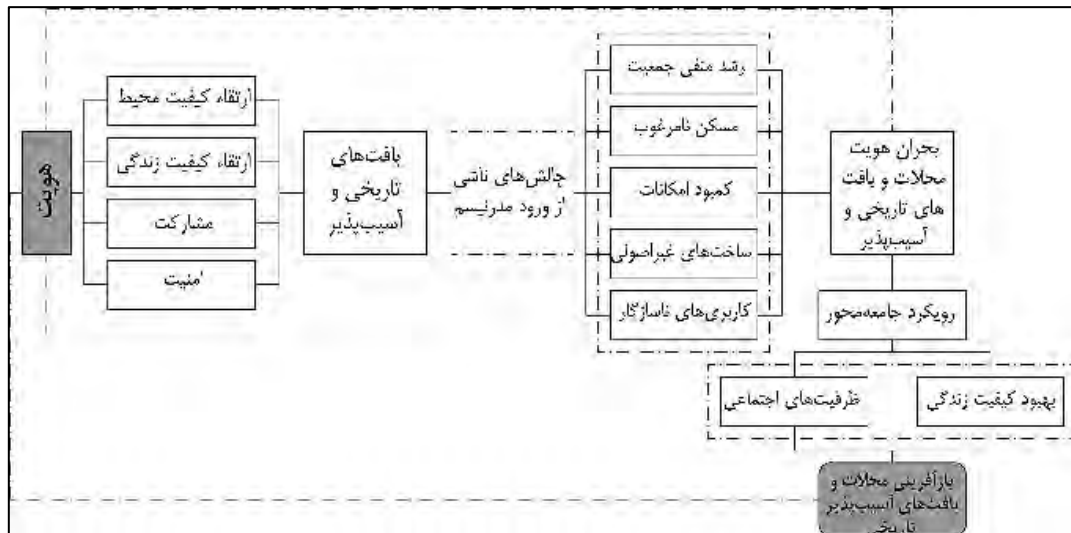 رشد منفی جمعیت
مسکن نامرغوب
کمبود امکانات
ساخت‌های غیراصولی
کاربری‌های ناسازگار
بحران هویت
محلات و بافت
های تاریخی و
آسیب‌پذیر
رویکرد جامعه‌محور
بهبود کیفیت زندگی
ظرفیت‌های اجتماعی
بازآفرینی محلات و
بافت‌های آسیب‌پذیر
تاریخی
چالش‌های ناشی
از ورود مدرنیسم
بافت‌های
تاریخی و
آسیب‌پذیر
ارتقاء کیفیت محیط
ارتقاء کیفیت زندگی
مشارکت
امنیت
هویت